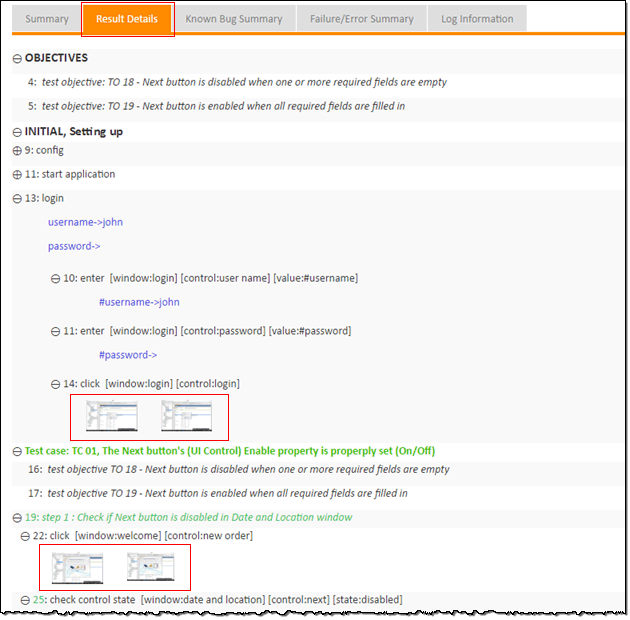 Summary Result Details Known Bug Summary Failure/Error Summary Log Information
OBJECTIVES
4: test objective: TO 18 - Next button is disabled when one or more required fields are empty
5: test objective: TO 19 - Next button is enabled when all required fields are filled in
INITIAL, Setting up
9: config
11: start application
13: login
username->john
password->
10: enter [window:login] [control:user name] [value:#username]
#username->john
11: enter [window:login] [control:password] [value:#password]
#password->
14: click [window:login] [control:login]
Test case: TC 01, The Next button's (UI Control) Enable property is properply set (On/Off)
16: test objective TO 18 - Next button is disabled when one or more required fields are empty
17: test objective TO 19 - Next button is enabled when all required fields are filled in
19: step 1 : Check if Next button is disabled in Date and Location window
22: click [window:welcome] [control:new order]
25: check control state [window:date and location] [control:next] [state:disabled]